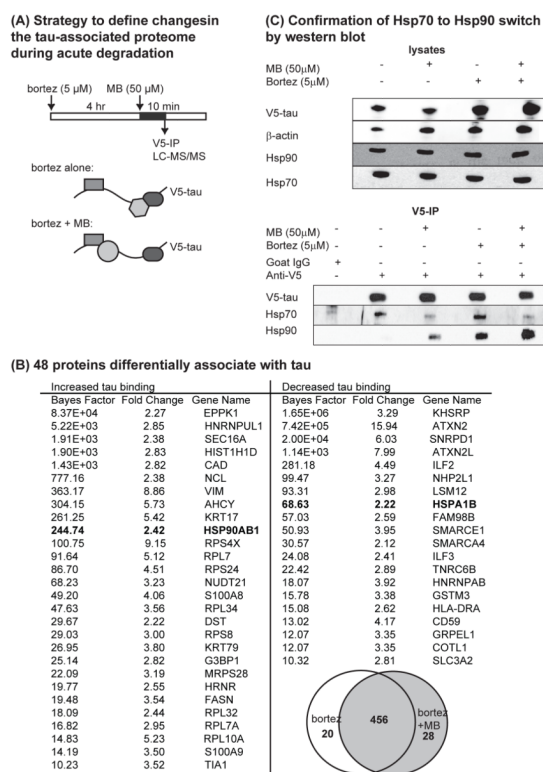 (A) Strategy to define changesin
the tau-associated proteome
during acute degradation
bortez (5 µM) MB (50 µM)
4 hr 10 min
V5-IP
LC-MS/MS
bortez alone:
V5-tau
bortez + MB:
V5-tau
(C) Confirmation of Hsp70 to Hsp90 switch
by western blot
lysates
MB (50µM) - + - +
Bortez (5µM) - - + +
V5-tau
β-actin
Hsp90
Hsp70
V5-IP
MB (50µM) - - + - +
Bortez (5µM) - - - + +
Goat IgG + - - - -
Anti-V5 - + + + +
V5-tau
Hsp70
Hsp90
(B) 48 proteins differentially associate with tau
Increased tau binding
Bayes Factor Fold Change Gene Name
8.37E+04 2.27 EPPK1
5.22E+03 2.85 HNRNPUL1
1.91E+03 2.38 SEC16A
1.90E+03 2.83 HIST1H1D
1.43E+03 2.82 CAD
777.16 2.38 NCL
363.17 8.86 VIM
304.15 5.73 AHCY
261.25 5.42 KRT17
244.74 2.42 HSP90AB1
100.75 9.15 RPS4X
91.64 5.12 RPL7
86.70 4.51 RPS24
68.23 3.23 NUDT21
49.20 4.06 S100A8
47.63 3.56 RPL34
29.67 2.22 DST
29.03 3.00 RPS8
26.95 3.80 KRT79
25.14 2.82 G3BP1
22.09 3.19 MRPS28
19.77 2.55 HRNR
19.48 3.54 FASN
18.09 2.44 RPL32
16.82 2.95 RPL7A
14.83 5.23 RPL10A
14.19 3.50 S100A9
10.23 3.52 TIA1
Decreased tau binding
Bayes Factor Fold Change Gene Name
1.65E+06 3.29 KHSRP
7.42E+05 15.94 ATXN2
2.00E+04 6.03 SNRPD1
1.14E+03 7.99 ATXN2L
281.18 4.49 ILF2
99.47 3.27 NHP2L1
93.31 2.98 LSM12
68.63 2.22 HSPA1B
57.03 2.59 FAM98B
50.93 3.95 SMARCE1
30.57 2.12 SMARCA4
24.08 2.41 ILF3
22.42 2.89 TNRC6B
18.07 3.92 HNRNPAB
15.78 3.38 GSTM3
15.08 2.62 HLA-DRA
13.02 4.17 CD59
12.07 3.35 GRPEL1
12.07 3.35 COTL1
10.32 2.81 SLC3A2
bortez
20
456
bortez
+MB
28